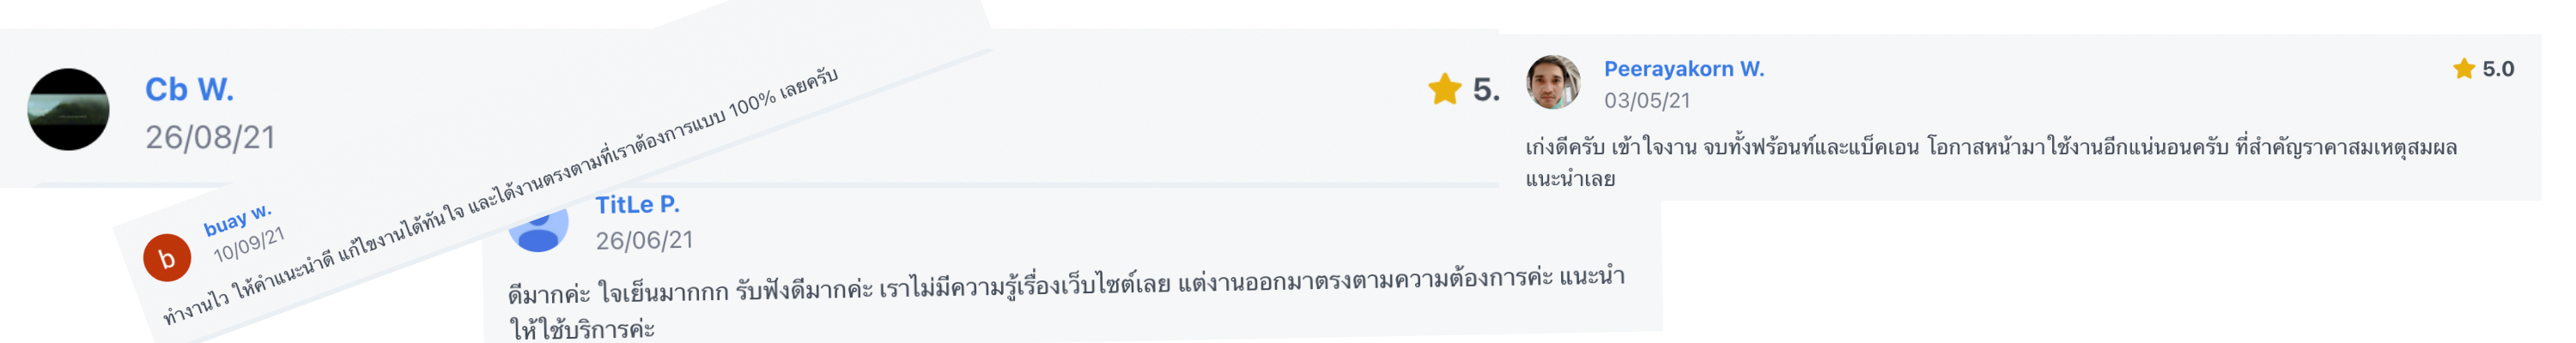 Cb W.
26/08/21
5.
buay w.
10/09/21
ทำงานไว ให้คำแนะนำดี แก้ไขงานได้ทันใจ และได้งานตรงตามที่เราต้องการแบบ 100% เลยครับ
b
TitLe P.
26/06/21
ดีมากค่ะ ใจเย็นมากกก รับฟังดีมากค่ะ เราไม่มีความรู้เรื่องเว็บไซต์เลย แต่งานออกมาตรงตามความต้องการค่ะ แนะนำ
ให้ใช้บริการค่ะ
Peerayakorn W.
5.0
03/05/21
เก่งดีครับ เข้าใจงาน จบทั้งฟร้อนท์และแบ็คเอน โอกาสหน้ามาใช้งานอีกแน่นอนครับ ที่สำคัญราคาสมเหตุสมผล
แนะนำเลย